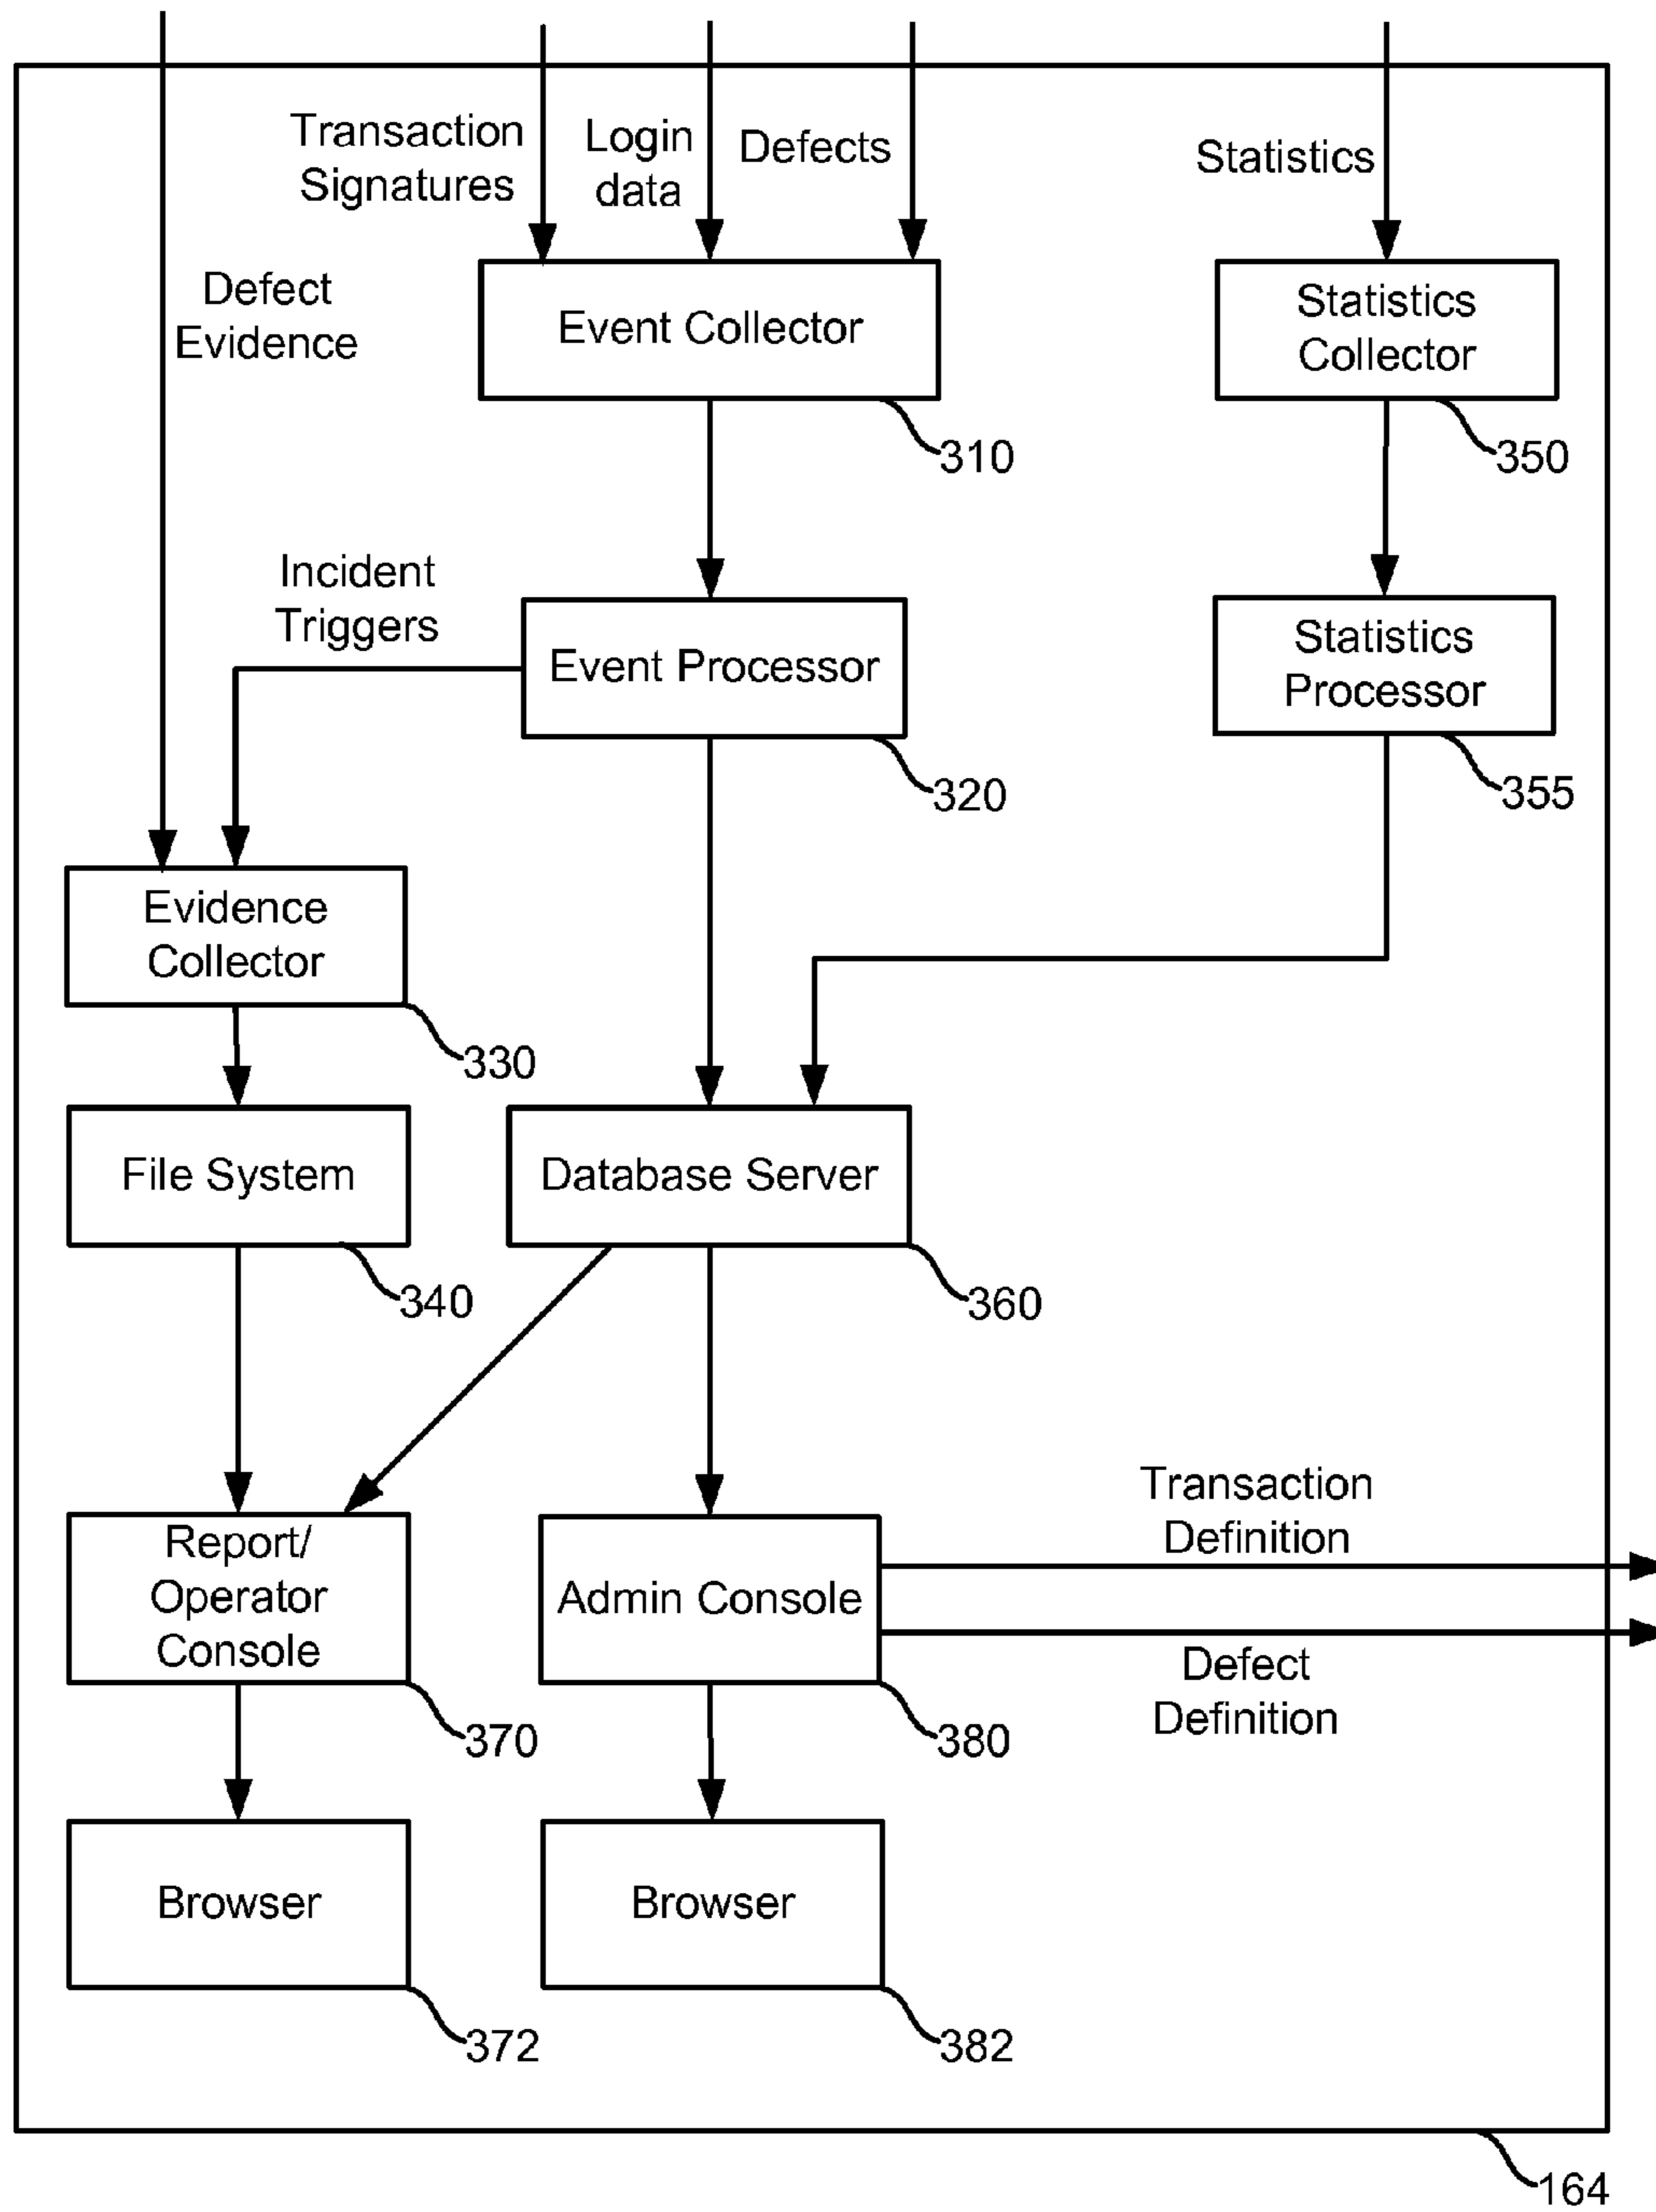 Transaction
Signatures
Login
data
Defects
Statistics
Defect
Evidence
Event Collector
310
Statistics
Collector
350
Incident
Triggers
Event Processor
320
Statistics
Processor
355
Evidence
Collector
330
File System
340
Database Server
360
Report/
Operator
Console
370
Admin Console
380
Transaction
Definition
Defect
Definition
Browser
372
Browser
382
164